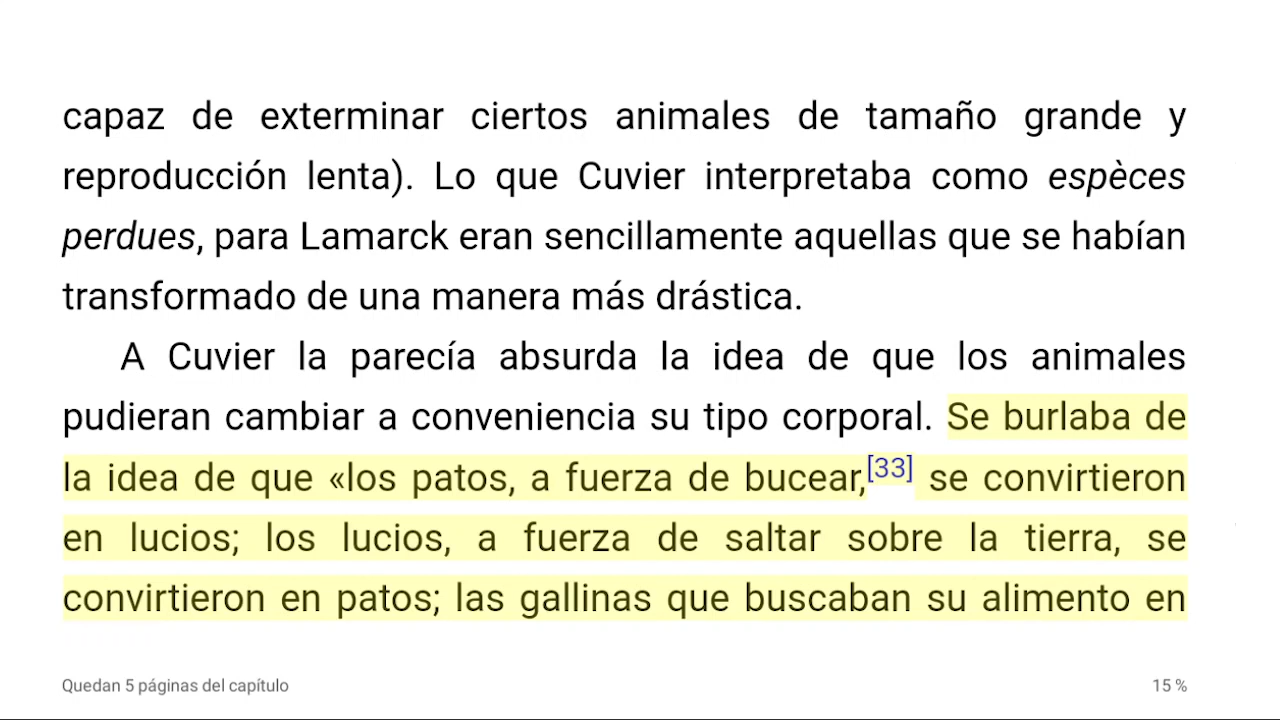 capaz de exterminar ciertos animales de tamaño grande y
reproducción lenta). Lo que Cuvier interpretaba como espèces
perdues, para Lamarck eran sencillamente aquellas que se habían
transformado de una manera más drástica.
A Cuvier la parecía absurda la idea de que los animales
pudieran cambiar a conveniencia su tipo corporal. Se burlaba de
la idea de que «los patos, a fuerza de bucear,[33] se convirtieron
en lucios; los lucios, a fuerza de saltar sobre la tierra, se
convirtieron en patos; las gallinas que buscaban su alimento en
Quedan 5 páginas del capítulo
15 %